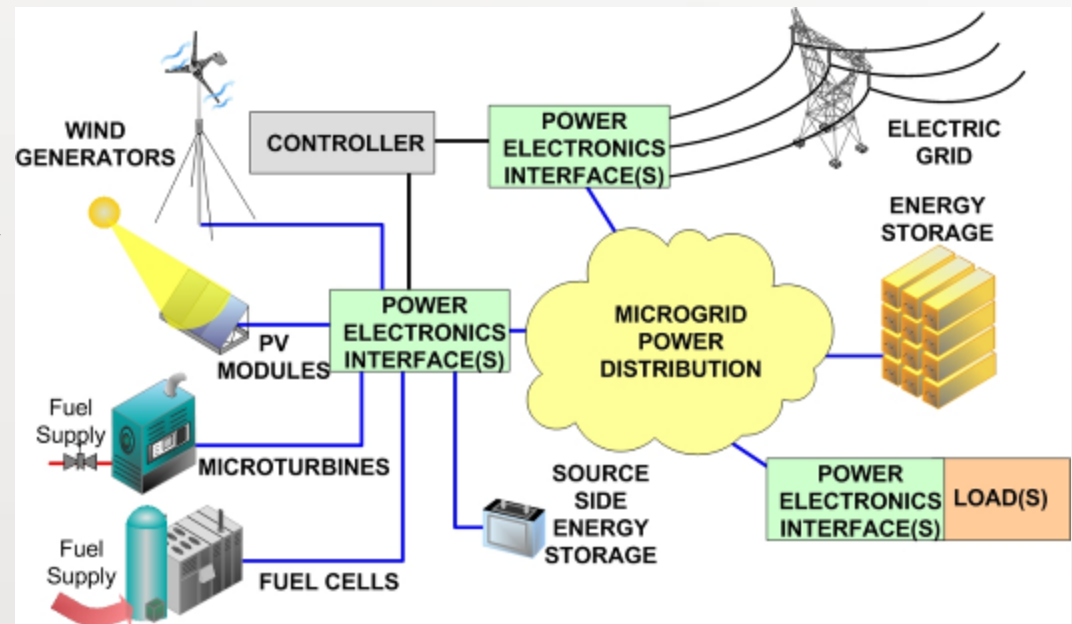 WIND
GENERATORS
CONTROLLER
POWER
ELECTRONICS
INTERFACE(S)
ELECTRIC
GRID
ENERGY
STORAGE
POWER
ELECTRONICS
INTERFACE(S)
MICROGRID
POWER
DISTRIBUTION
PV
MODULES
Fuel
Supply
MICROTURBINES
SOURCE
SIDE
ENERGY
STORAGE
POWER
ELECTRONICS
INTERFACE(S)
LOAD(S)
Fuel
Supply
FUEL CELLS